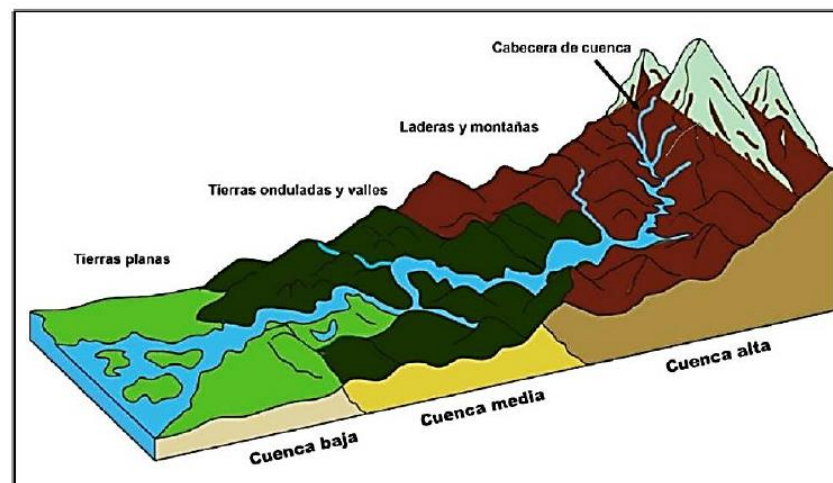 Cabecera de cuenca
Laderas y montañas
Tierras onduladas y valles
Tierras planas
Cuenca alta
Cuenca media
Cuenca baja